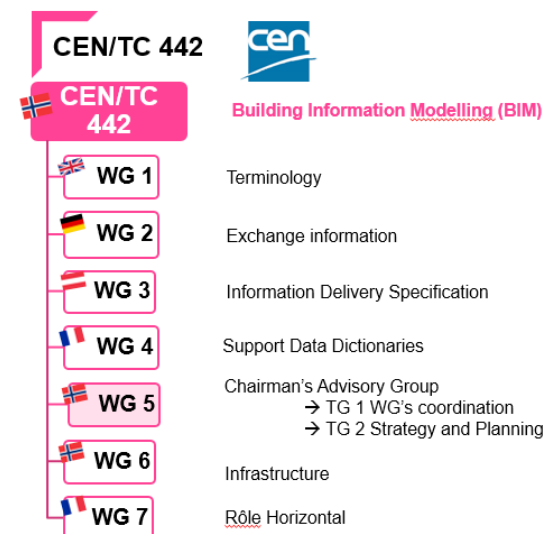 CEN/TC 442
cen
CEN/TC
442
Building Information Modelling (BIM)
WG 1
Terminology
WG 2
Exchange information
WG 3
Information Delivery Specification
WG 4
Support Data Dictionaries
WG 5
Chairman's Advisory Group
→ TG 1 WG's coordination
→ TG 2 Strategy and Planning
WG 6
Infrastructure
WG 7
Rôle Horizontal